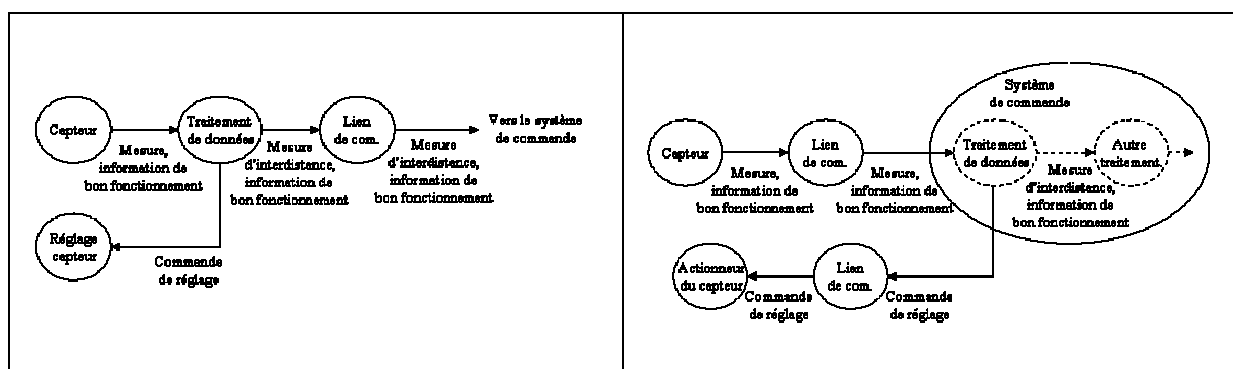 Capteur
Traitement
de données
Lien
de com.
Vers le système
de commande
Mesure,
information de
bon fonctionnement
Mesure
d'interdistance,
information de
bon fonctionnement
Mesure
d'interdistance,
information de
bon fonctionnement
Réglage
capteur
Commande
de réglage
Système
de commande
Capteur
Lien
de com.
Traitement
de données
Autre
traitement
Mesure,
information de
bon fonctionnement
Mesure,
information de
bon fonctionnement
Mesure
d'interdistance,
information de
bon fonctionnement
Actionneur
du capteur
Lien
de com.
Commande
de réglage
Commande
de réglage